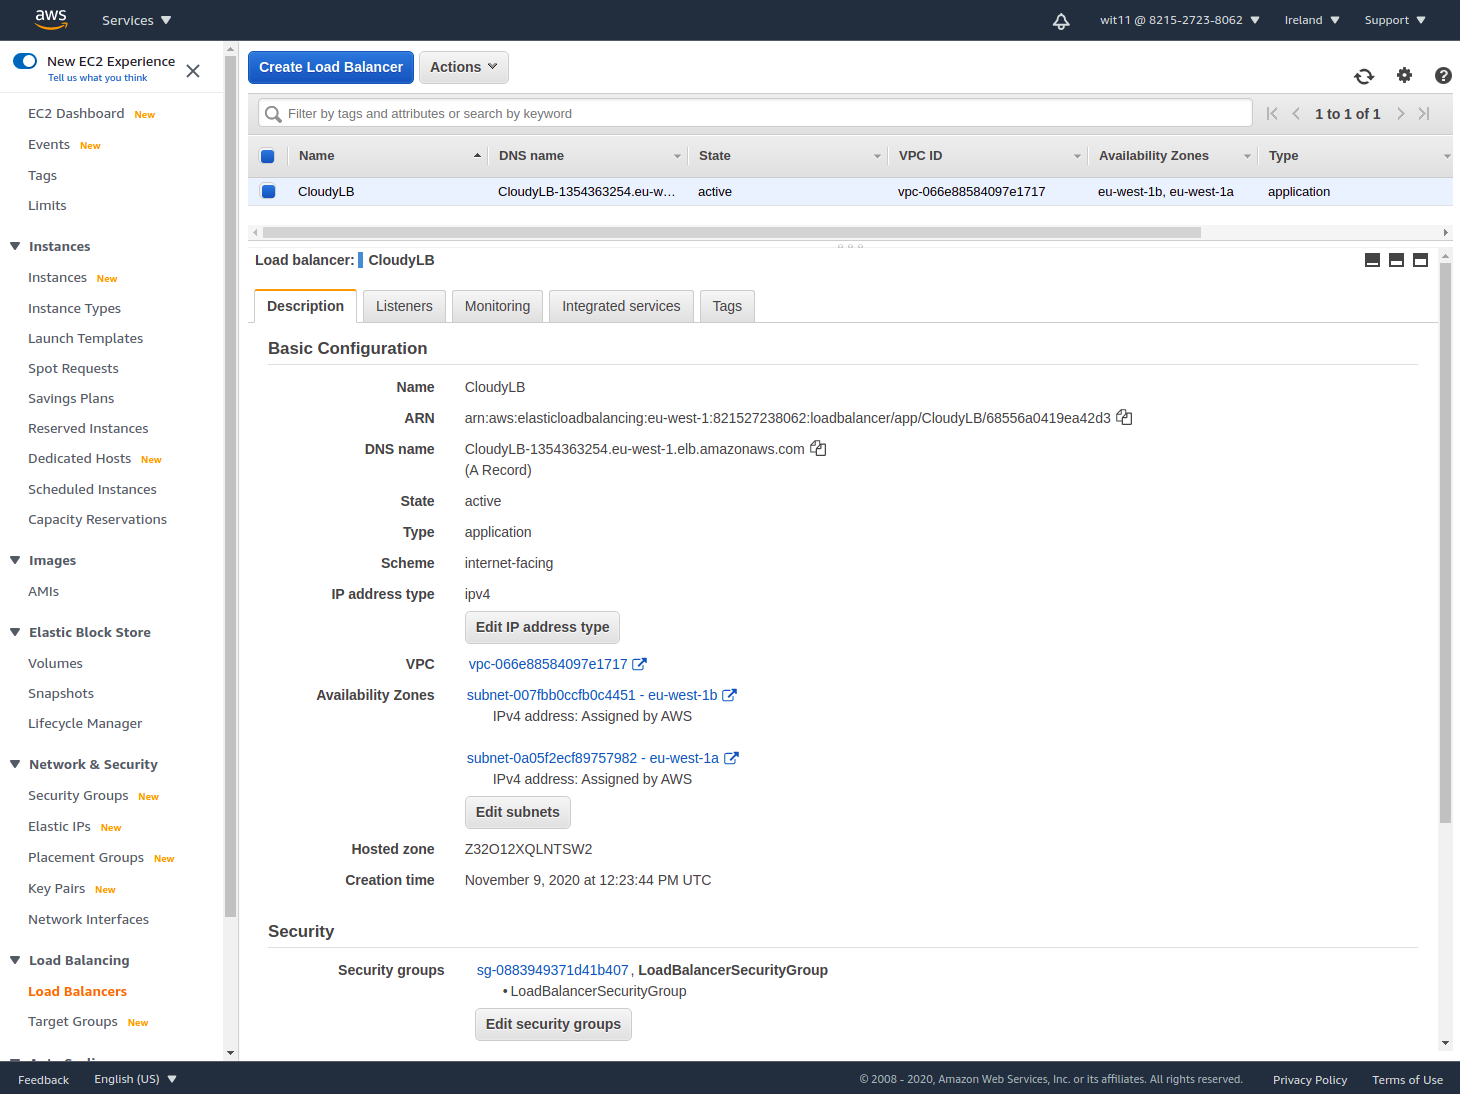 aws Services wit11 @ 8215-2723-8062 Ireland Support
New EC2 Experience
Tell us what you think
EC2 Dashboard New
Events New
Tags
Limits
Instances
Instances New
Instance Types
Launch Templates
Spot Requests
Savings Plans
Reserved Instances
Dedicated Hosts New
Scheduled Instances
Capacity Reservations
Images
AMIs
Elastic Block Store
Volumes
Snapshots
Lifecycle Manager
Network & Security
Security Groups New
Elastic IPs New
Placement Groups New
Key Pairs New
Network Interfaces
Load Balancing
Load Balancers
Target Groups New
Create Load Balancer Actions
Filter by tags and attributes or search by keyword 1 to 1 of 1
Name DNS name State VPC ID Availability Zones Type
CloudyLB CloudyLB-1354363254.eu-w... active vpc-066e88584097e1717 eu-west-1b, eu-west-1a application
Load balancer: CloudyLB
Description Listeners Monitoring Integrated services Tags
Basic Configuration
Name CloudyLB
ARN arn:aws:elasticloadbalancing:eu-west-1:821527238062:loadbalancer/app/CloudyLB/68556a0419ea42d3
DNS name CloudyLB-1354363254.eu-west-1.elb.amazonaws.com
(A Record)
State active
Type application
Scheme internet-facing
IP address type ipv4
Edit IP address type
VPC vpc-066e88584097e1717
Availability Zones subnet-007fbb0ccfb0c4451 - eu-west-1b
IPv4 address: Assigned by AWS
subnet-0a05f2ecf89757982 - eu-west-1a
IPv4 address: Assigned by AWS
Edit subnets
Hosted zone Z32O12XQLNTSW2
Creation time November 9, 2020 at 12:23:44 PM UTC
Security
Security groups sg-0883949371d41b407, LoadBalancerSecurityGroup
• LoadBalancerSecurityGroup
Edit security groups
Feedback English (US) © 2008 - 2020, Amazon Web Services, Inc. or its affiliates. All rights reserved. Privacy Policy Terms of Use